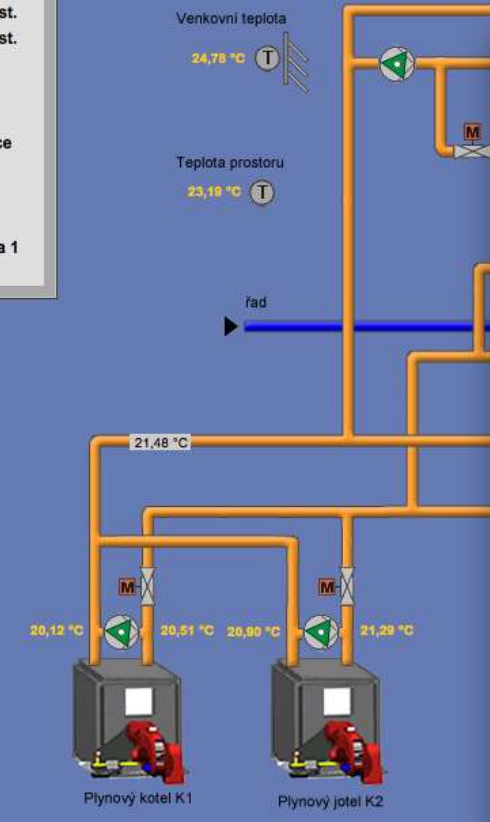 st.
st.
ce
a 1
Venkovní teplota
24,78 °C T
Teplota prostoru
23,19 °C T
M
řad
21,48 °C
M M
20,12 °C 20,51 °C 20,90 °C 21,29 °C
Plynový kotel K1
Plynový jotel K2